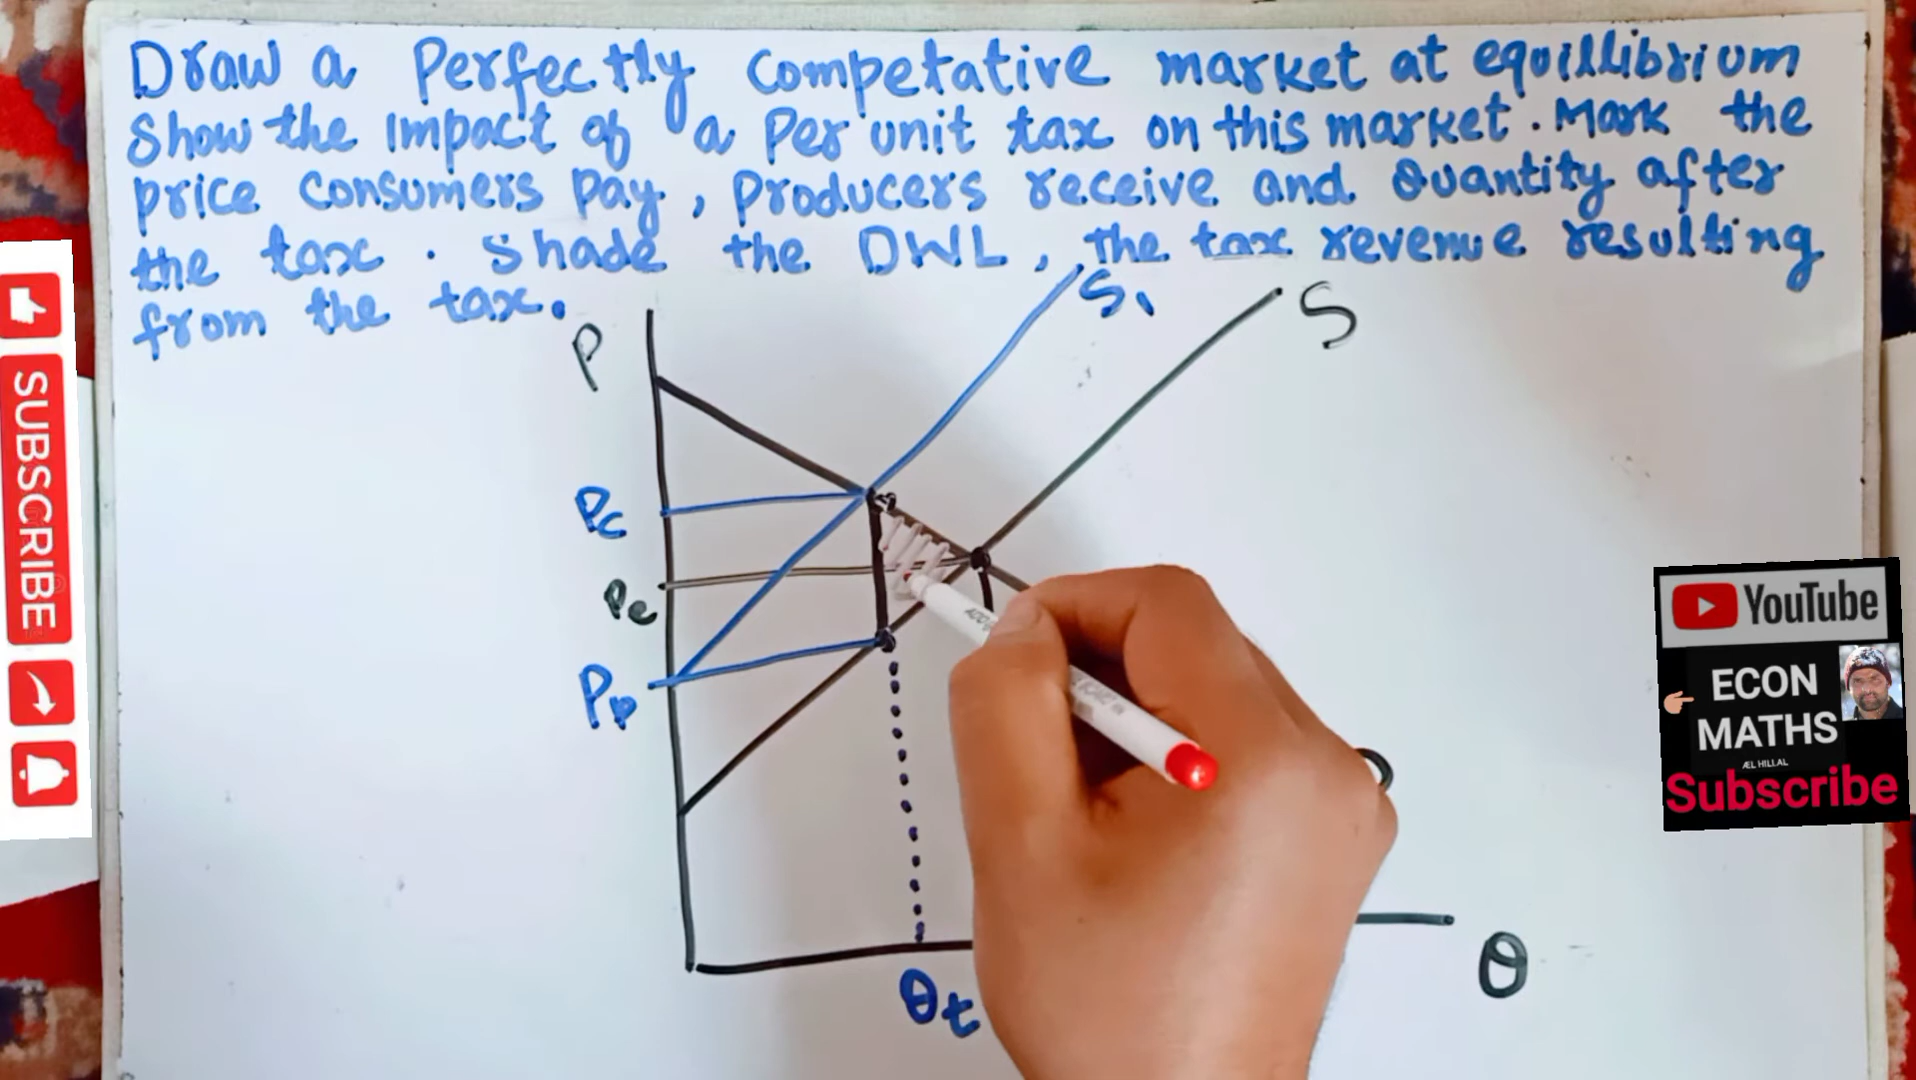 Draw a Perfectly Competative market at equillibrium
Show the impact of a Per unit tax on this market. Mark the
price consumers pay, producers receive and Quantity after
the tax. Shade the DWL, the tax revenue resulting
from the tax.
S1
S
P
Pc
Pe
Pp
Qt
Q
SUBSCRIBE
YouTube
ECON
MATHS
ÆL HILLAL
Subscribe